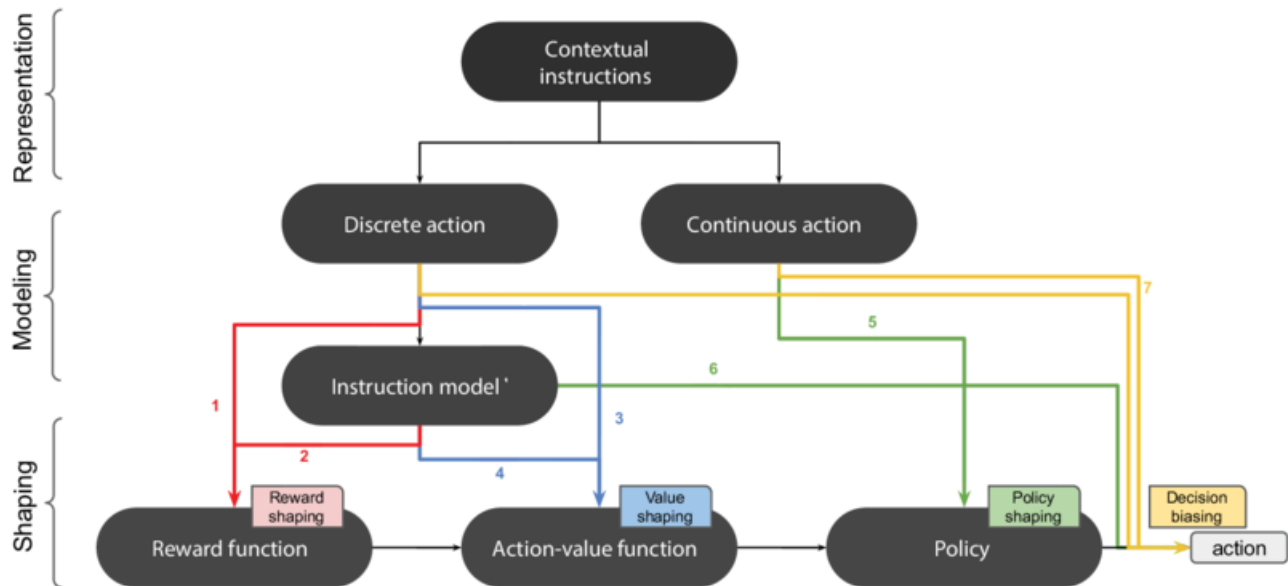 Representation
Contextual
instructions
Modeling
Discrete action
Continuous action
7
5
Instruction model *
6
1
3
2
4
Shaping
Reward
shaping
Value
shaping
Policy
shaping
Decision
biasing
Reward function
Action-value function
Policy
action